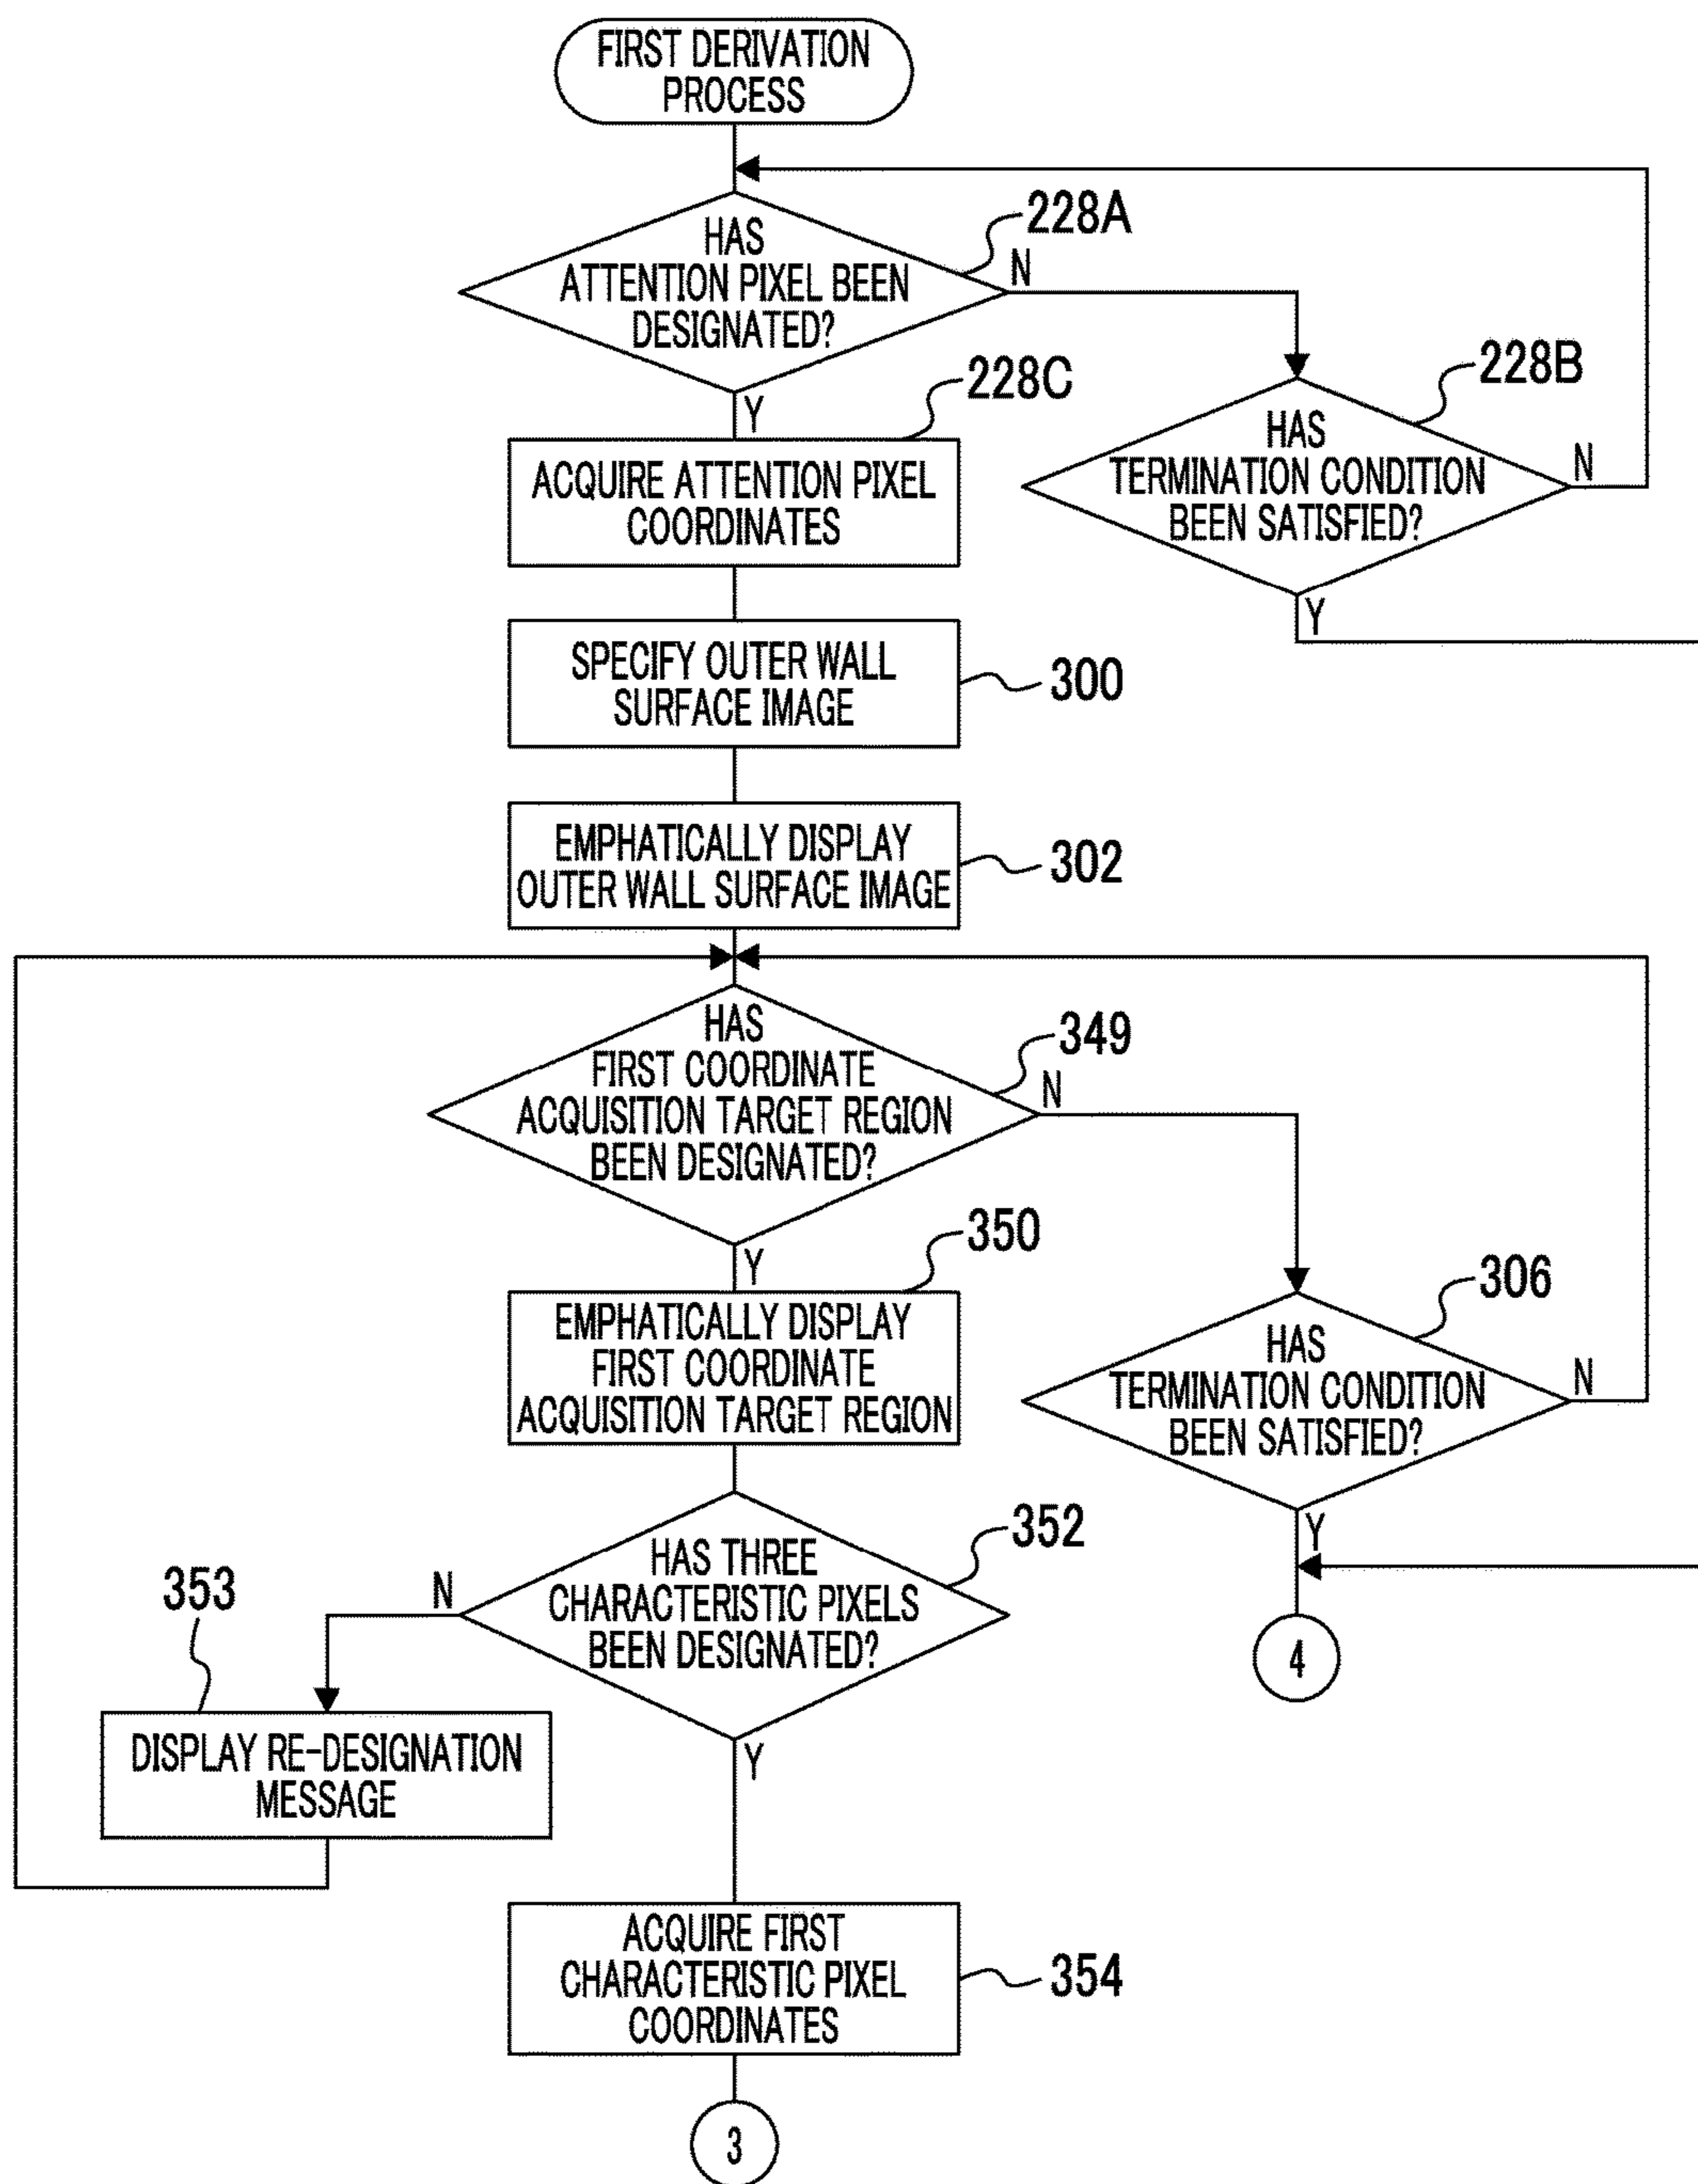 FIRST DERIVATION
PROCESS
HAS
ATTENTION PIXEL BEEN
DESIGNATED?
228A
N
Y
228C
ACQUIRE ATTENTION PIXEL
COORDINATES
228B
HAS
TERMINATION CONDITION
BEEN SATISFIED?
N
Y
SPECIFY OUTER WALL
SURFACE IMAGE
300
EMPHATICALLY DISPLAY
OUTER WALL SURFACE IMAGE
302
HAS
FIRST COORDINATE
ACQUISITION TARGET REGION
BEEN DESIGNATED?
349
N
Y
350
EMPHATICALLY DISPLAY
FIRST COORDINATE
ACQUISITION TARGET REGION
306
HAS
TERMINATION CONDITION
BEEN SATISFIED?
N
Y
4
352
HAS THREE
CHARACTERISTIC PIXELS
BEEN DESIGNATED?
N
Y
353
DISPLAY RE-DESIGNATION
MESSAGE
ACQUIRE FIRST
CHARACTERISTIC PIXEL
COORDINATES
354
3